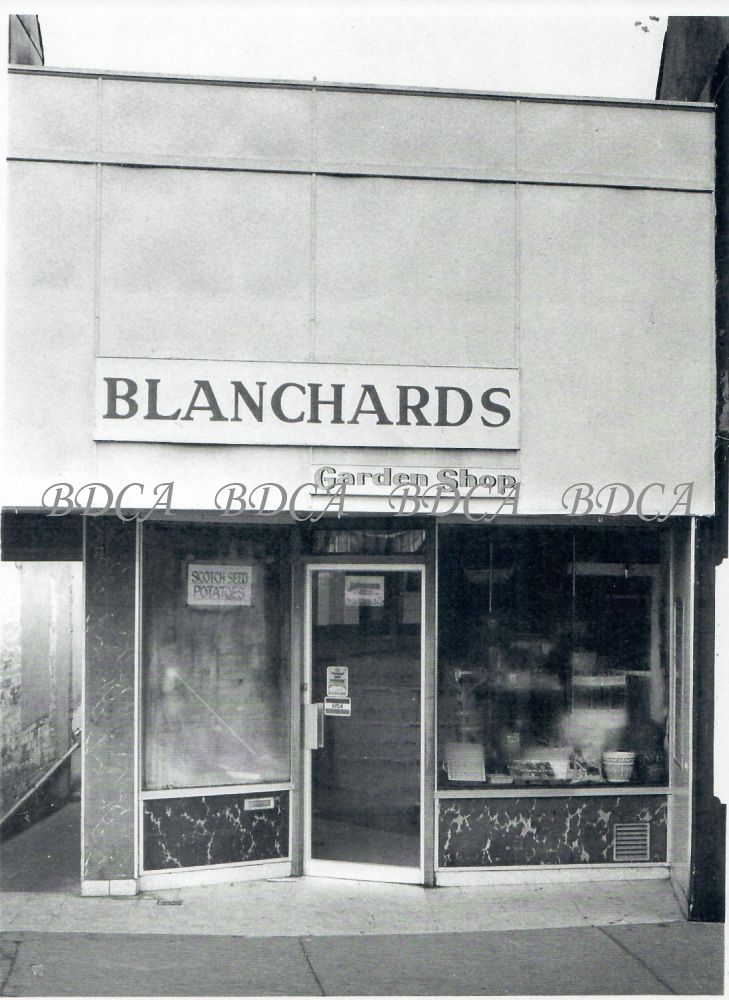 BLANCHARDS
Garden Shop
BDCA BDCA BDCA BDCA
SCOTCH SEED
POTATOES
VISA